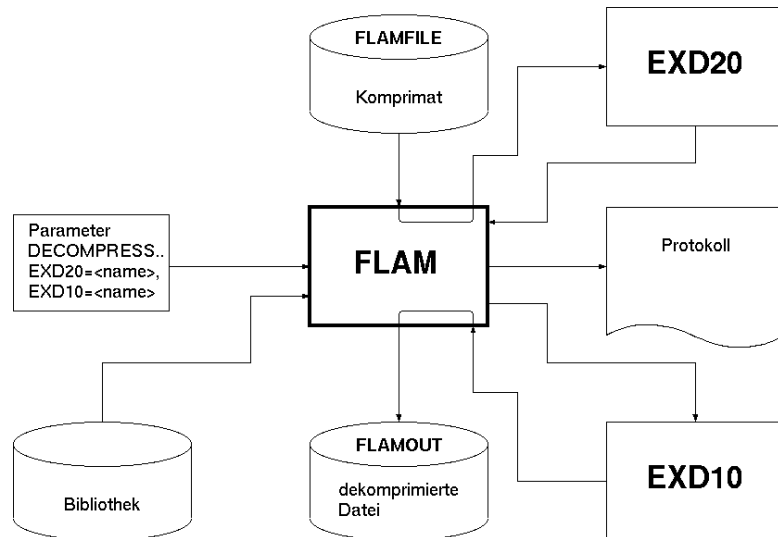 FLAMFILE
Komprimat
EXD20
Parameter
DECOMPRESS..
EXD20=<name>,
EXD10=<name>
FLAM
Protokoll
Bibliothek
FLAMOUT
dekomprimierte
Datei
EXD10